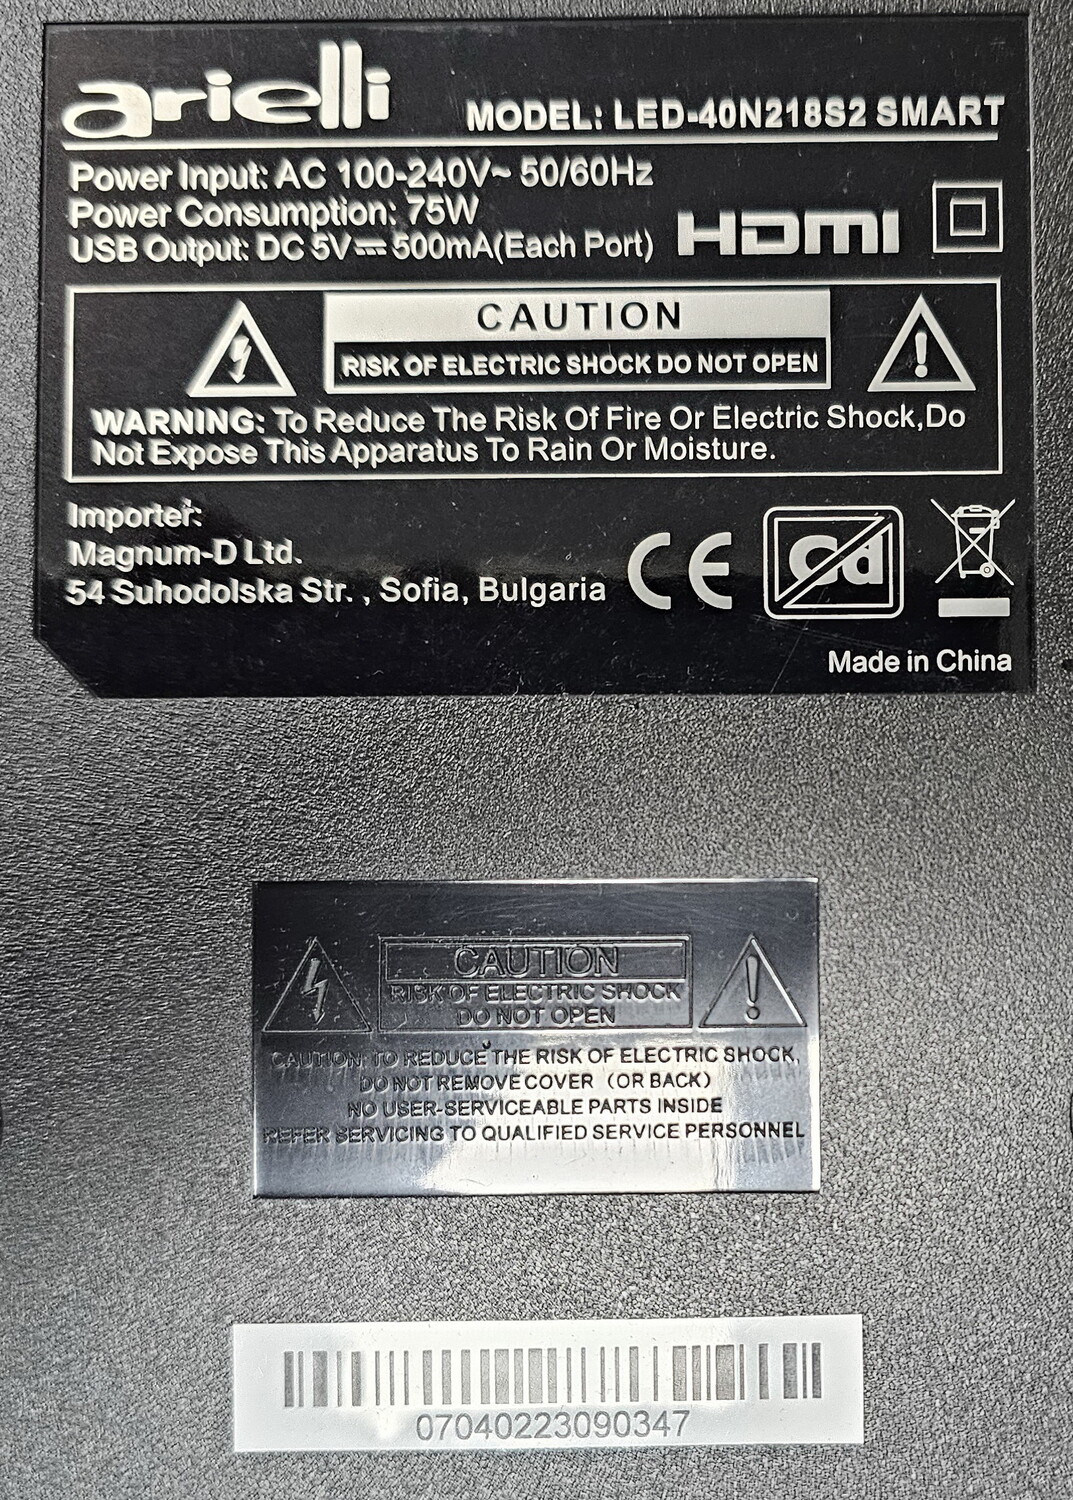 arielli
MODEL: LED-40N218S2 SMART
Power Input: AC 100-240V~ 50/60Hz
Power Consumption: 75W
USB Output: DC 5V⎓500mA(Each Port)
HDMI
CAUTION
RISK OF ELECTRIC SHOCK DO NOT OPEN
WARNING: To Reduce The Risk Of Fire Or Electric Shock,Do
Not Expose This Apparatus To Rain Or Moisture.
Importer:
Magnum-D Ltd.
54 Suhodolska Str. , Sofia, Bulgaria
CE
Cd
Made in China
CAUTION
RISK OF ELECTRIC SHOCK
DO NOT OPEN
CAUTION: TO REDUCE THE RISK OF ELECTRIC SHOCK,
DO NOT REMOVE COVER (OR BACK)
NO USER-SERVICEABLE PARTS INSIDE
REFER SERVICING TO QUALIFIED SERVICE PERSONNEL
07040223090347